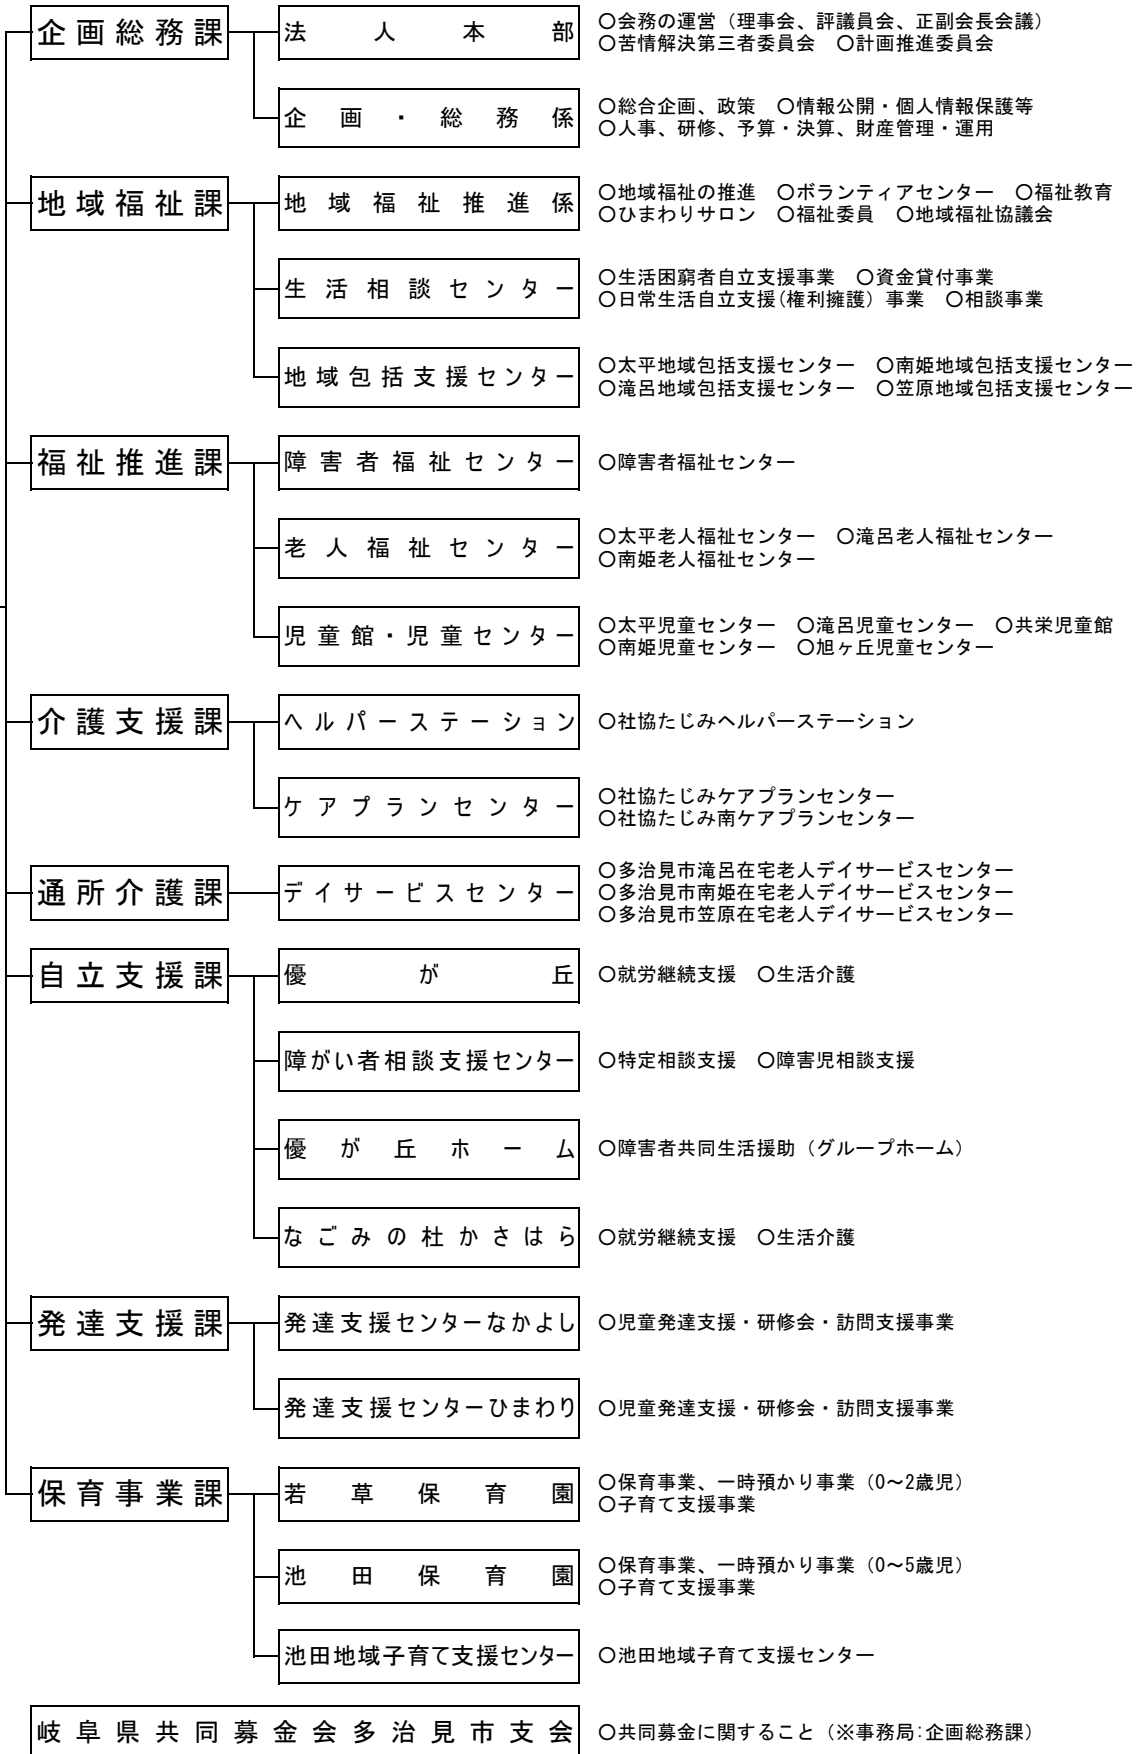 企画総務課
法人本部
○会務の運営（理事会、評議員会、正副会長会議）
○苦情解決第三者委員会　○計画推進委員会
企画・総務係
○総合企画、政策　○情報公開・個人情報保護等
○人事、研修、予算・決算、財産管理・運用
地域福祉課
地域福祉推進係
○地域福祉の推進　○ボランティアセンター　○福祉教育
○ひまわりサロン　○福祉委員　○地域福祉協議会
生活相談センター
○生活困窮者自立支援事業　○資金貸付事業
○日常生活自立支援(権利擁護）事業　○相談事業
地域包括支援センター
○太平地域包括支援センター　○南姫地域包括支援センター
○滝呂地域包括支援センター　○笠原地域包括支援センター
福祉推進課
障害者福祉センター
○障害者福祉センター
老人福祉センター
○太平老人福祉センター　○滝呂老人福祉センター
○南姫老人福祉センター
児童館・児童センター
○太平児童センター　○滝呂児童センター　○共栄児童館
○南姫児童センター　○旭ヶ丘児童センター
介護支援課
ヘルパーステーション
○社協たじみヘルパーステーション
ケアプランセンター
○社協たじみケアプランセンター
○社協たじみ南ケアプランセンター
通所介護課
デイサービスセンター
○多治見市滝呂在宅老人デイサービスセンター
○多治見市南姫在宅老人デイサービスセンター
○多治見市笠原在宅老人デイサービスセンター
自立支援課
優が丘
○就労継続支援　○生活介護
障がい者相談支援センター
○特定相談支援　○障害児相談支援
優が丘ホーム
○障害者共同生活援助（グループホーム）
なごみの杜かさはら
○就労継続支援　○生活介護
発達支援課
発達支援センターなかよし
○児童発達支援・研修会・訪問支援事業
発達支援センターひまわり
○児童発達支援・研修会・訪問支援事業
保育事業課
若草保育園
○保育事業、一時預かり事業（0～2歳児）
○子育て支援事業
池田保育園
○保育事業、一時預かり事業（0～5歳児）
○子育て支援事業
池田地域子育て支援センター
○池田地域子育て支援センター
岐阜県共同募金会多治見市支会
○共同募金に関すること（※事務局:企画総務課）